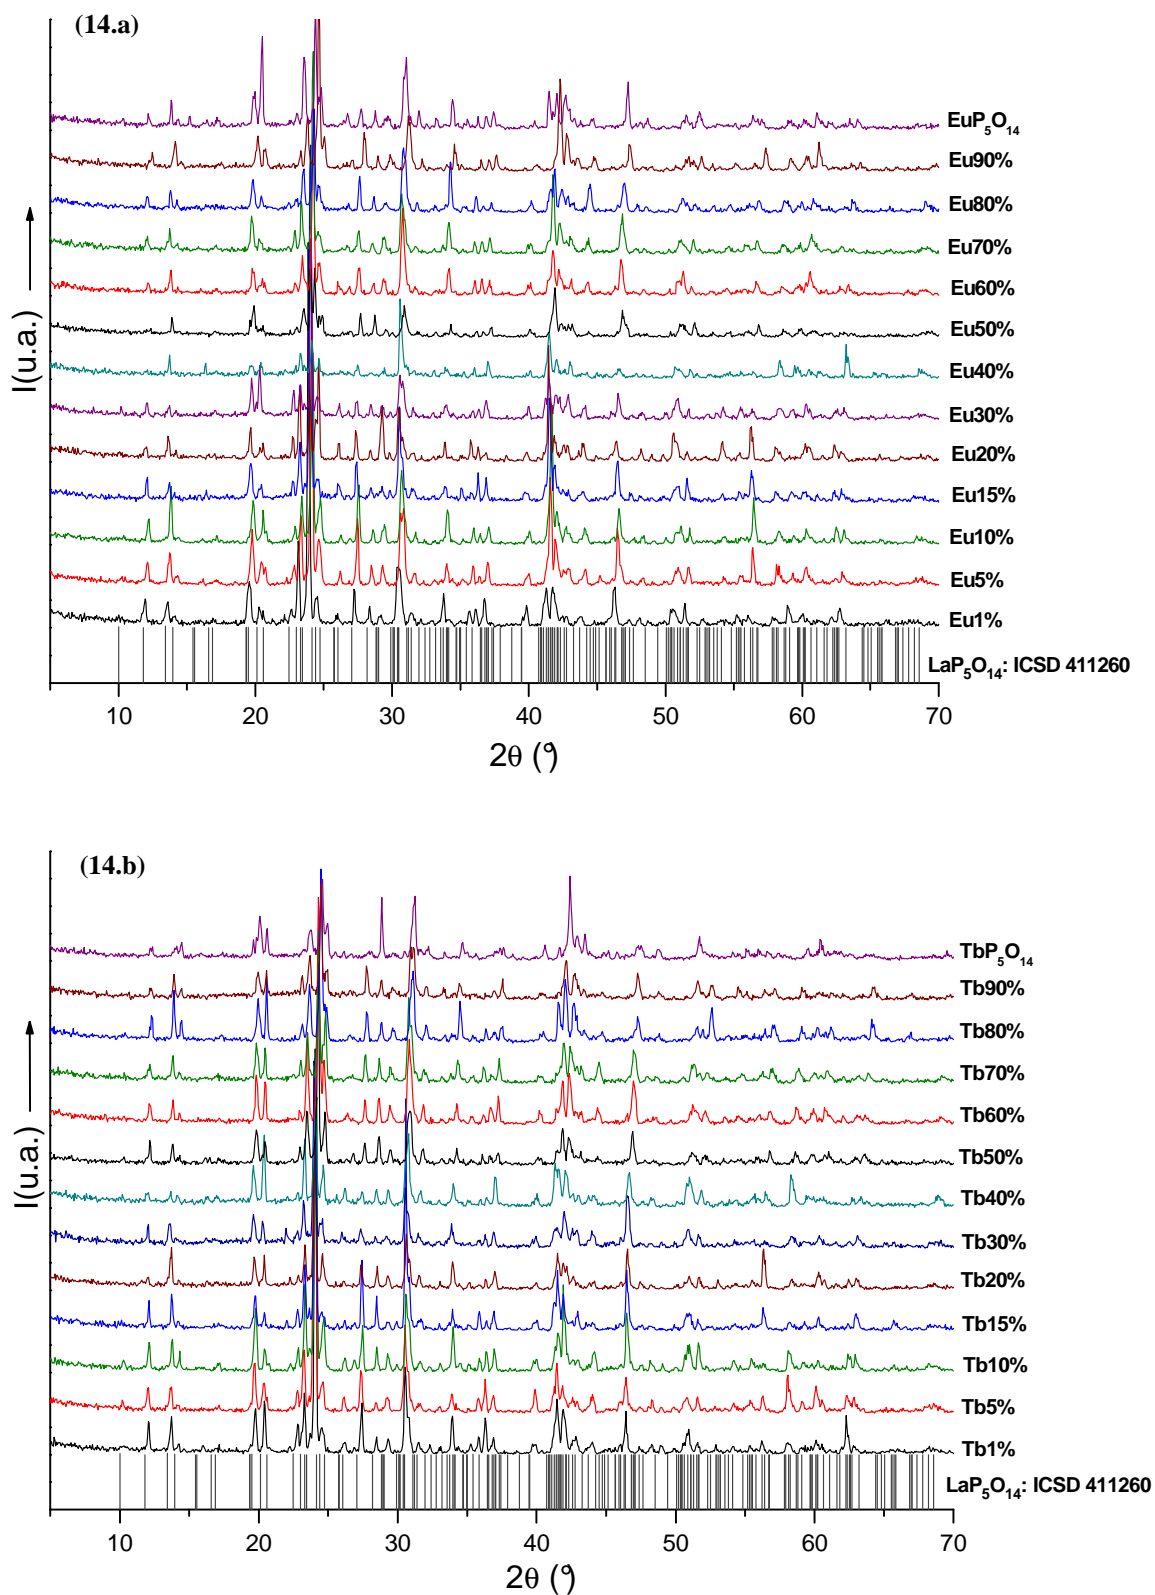 (14.a)
EuP₅O₁₄
Eu90%
Eu80%
Eu70%
Eu60%
Eu50%
Eu40%
Eu30%
Eu20%
Eu15%
Eu10%
Eu5%
Eu1%
LaP₅O₁₄: ICSD 411260
I(u.a.)
10 20 30 40 50 60 70
2θ (°)
(14.b)
TbP₅O₁₄
Tb90%
Tb80%
Tb70%
Tb60%
Tb50%
Tb40%
Tb30%
Tb20%
Tb15%
Tb10%
Tb5%
Tb1%
LaP₅O₁₄: ICSD 411260
I(u.a.)
10 20 30 40 50 60 70
2θ (°)